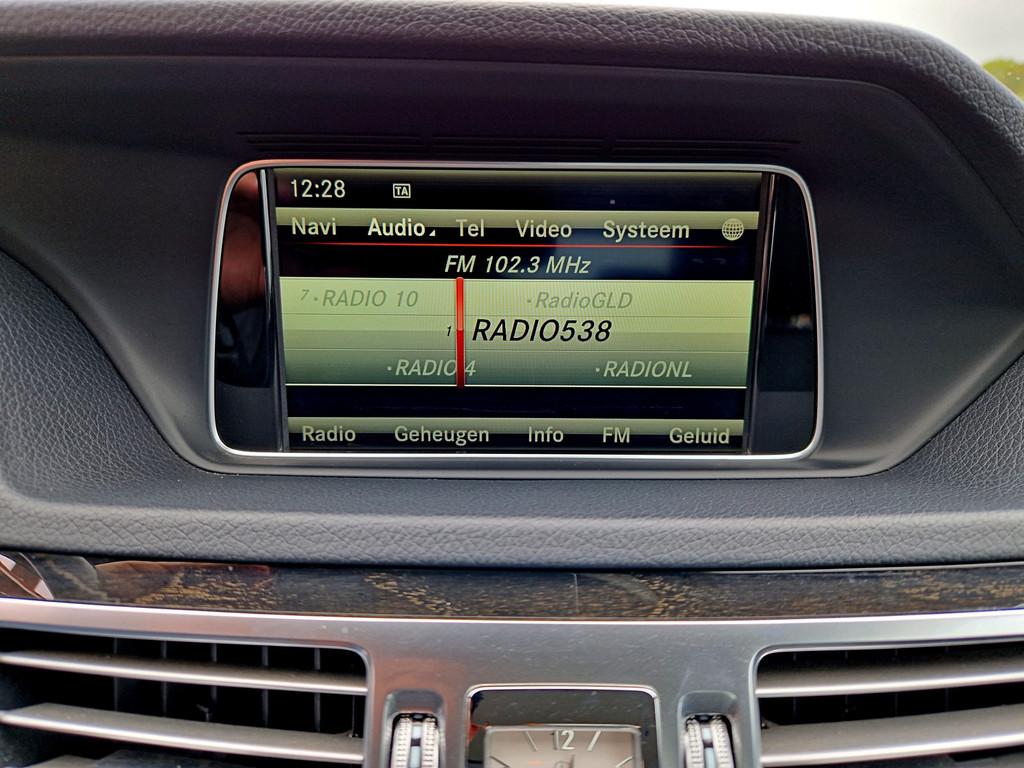 12:28 TA
Navi Audio Tel Video Systeem
FM 102.3 MHz
7 · RADIO 10 · RadioGLD
1 RADIO538
· RADIO 4 · RADIONL
Radio Geheugen Info FM Geluid
12